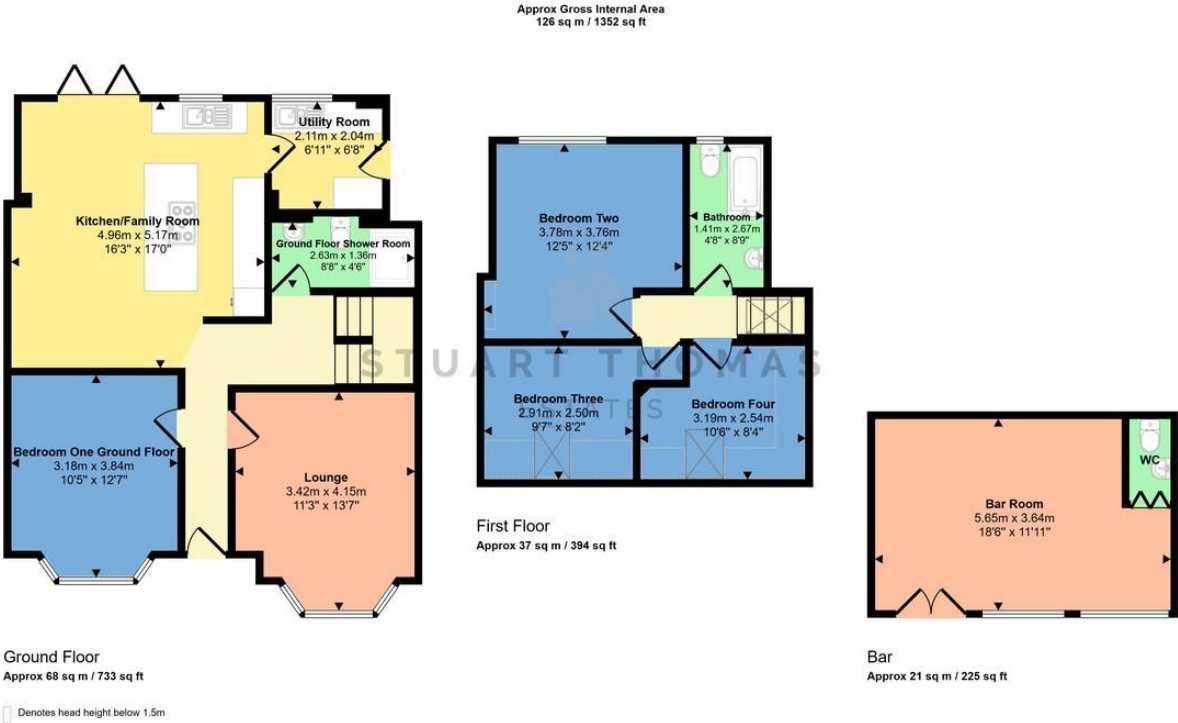 Approx Gross Internal Area
126 sq m / 1352 sq ft
Utility Room
2.11m x 2.04m
6'11" x 6'8"
Kitchen/Family Room
4.96m x 5.17m
16'3" x 17'0"
Ground Floor Shower Room
2.63m x 1.36m
8'8" x 4'6"
Bedroom One Ground Floor
3.18m x 3.84m
10'5" x 12'7"
Lounge
3.42m x 4.15m
11'3" x 13'7"
Ground Floor
Approx 68 sq m / 733 sq ft
Denotes head height below 1.5m
Bedroom Two
3.78m x 3.76m
12'5" x 12'4"
Bathroom
1.41m x 2.67m
4'8" x 8'9"
STUART THOMAS
ESTATES
Bedroom Three
2.91m x 2.50m
9'7" x 8'2"
Bedroom Four
3.19m x 2.54m
10'6" x 8'4"
First Floor
Approx 37 sq m / 394 sq ft
WC
Bar Room
5.65m x 3.64m
18'6" x 11'11"
Bar
Approx 21 sq m / 225 sq ft